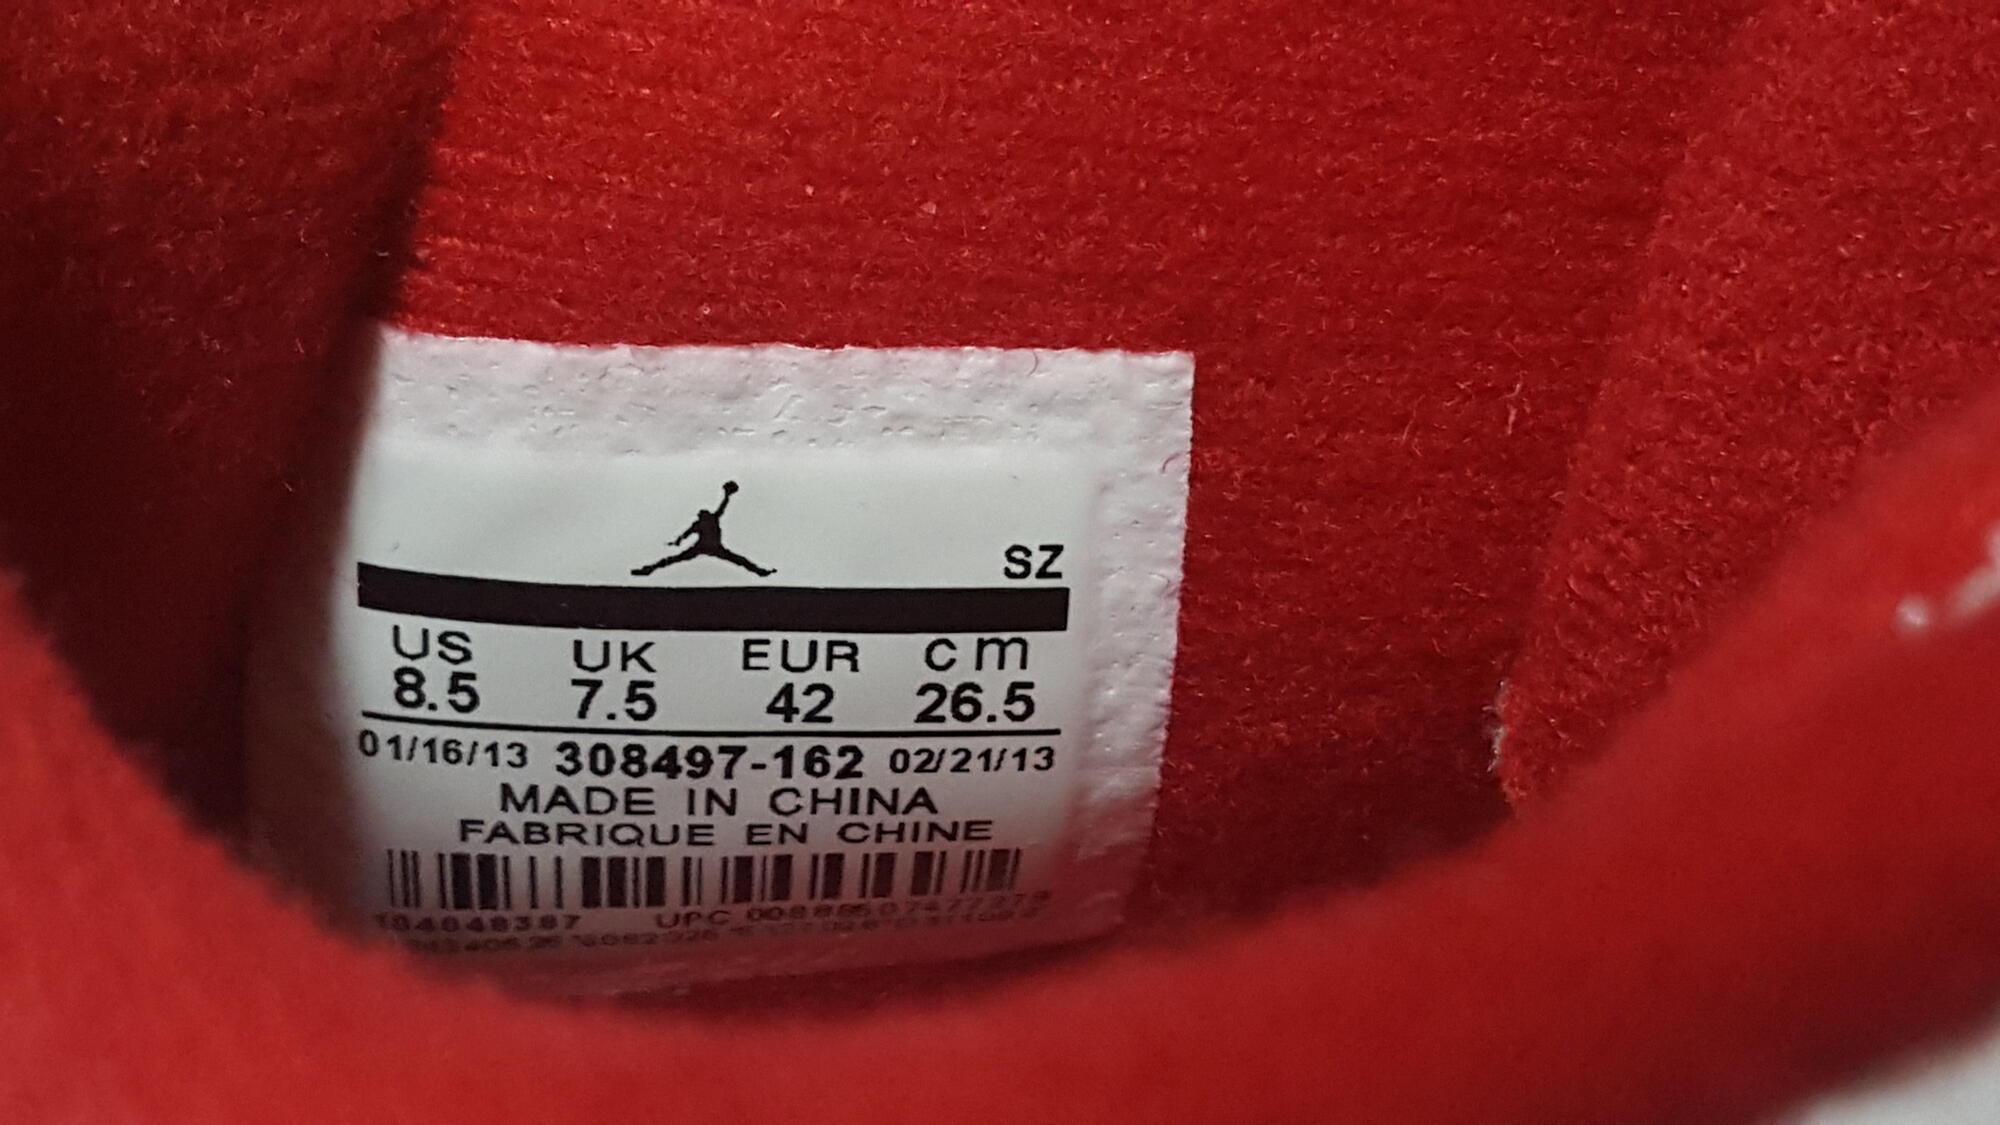 SZ
US UK EUR cm
8.5 7.5 42 26.5
01/16/13 308497-162 02/21/13
MADE IN CHINA
FABRIQUE EN CHINE
UPC